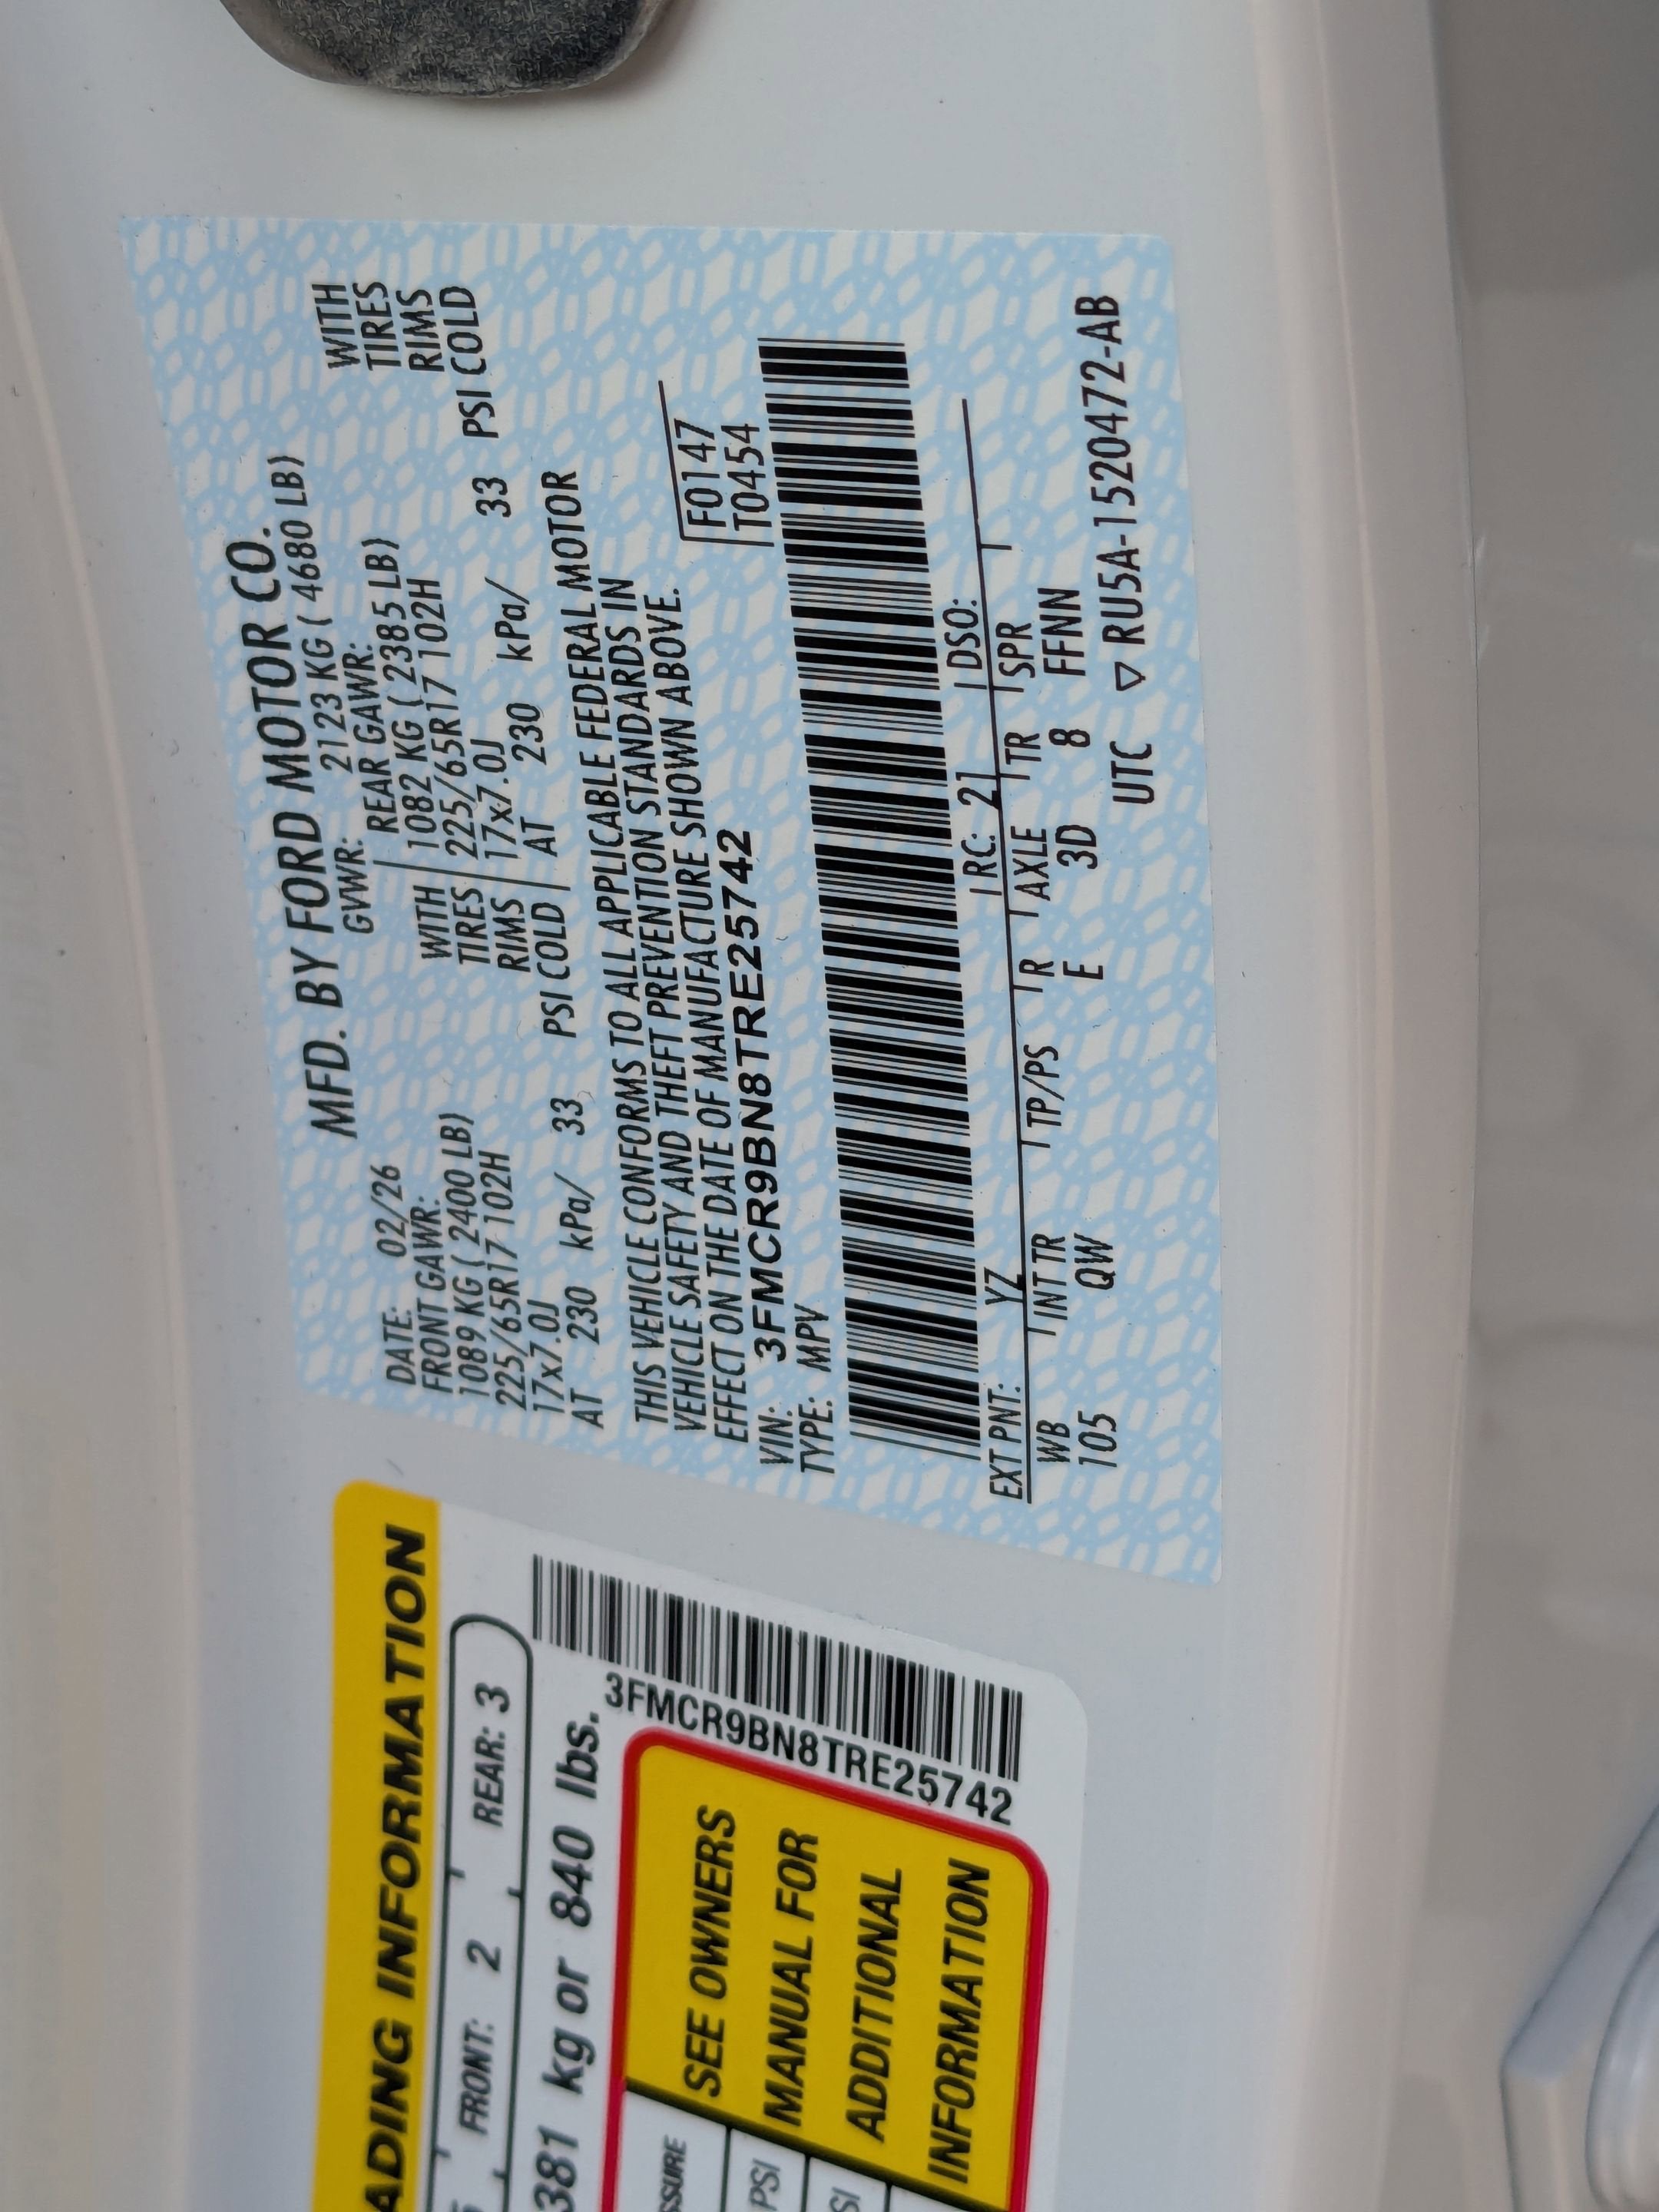 MFD. BY FORD MOTOR CO.
DATE: 02/26 GVWR: 2123 KG ( 4680 LB)
FRONT GAWR: REAR GAWR:
1089 KG ( 2400 LB) WITH 1082 KG ( 2385 LB) WITH
225/65R17 102H TIRES 225/65R17 102H TIRES
17x7.0J RIMS 17x7.0J RIMS
AT 230 kPa/ 33 PSI COLD AT 230 kPa/ 33 PSI COLD
THIS VEHICLE CONFORMS TO ALL APPLICABLE FEDERAL MOTOR
VEHICLE SAFETY AND THEFT PREVENTION STANDARDS IN
EFFECT ON THE DATE OF MANUFACTURE SHOWN ABOVE.
VIN: 3FMCR9BN8TRE25742 F0147
TYPE: MPV T0454
EXT PNT: YZ RC: 21 DSO:
WB INT TR TP/PS R AXLE TR SPR
105 QW E 3D 8 FFNN
UTC ▽ RU5A-1520472-AB
ADING INFORMATION
FRONT: 2 REAR: 3
381 kg or 840 lbs.
3FMCR9BN8TRE25742
SSURE
PSI
SI
SEE OWNERS
MANUAL FOR
ADDITIONAL
INFORMATION